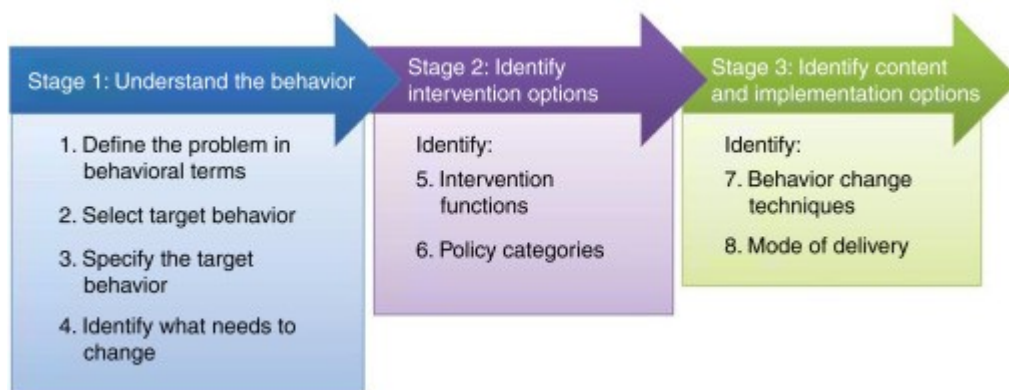 Stage 1: Understand the behavior
1. Define the problem in
behavioral terms
2. Select target behavior
3. Specify the target
behavior
4. Identify what needs to
change
Stage 2: Identify
intervention options
Identify:
5. Intervention
functions
6. Policy categories
Stage 3: Identify content
and implementation options
Identify:
7. Behavior change
techniques
8. Mode of delivery